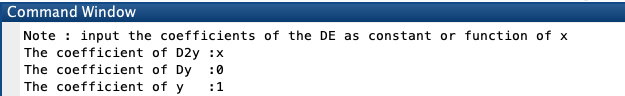 Command Window
Note : input the coefficients of the DE as constant or function of x
The coefficient of D2y :x
The coefficient of Dy  :0
The coefficient of y   :1